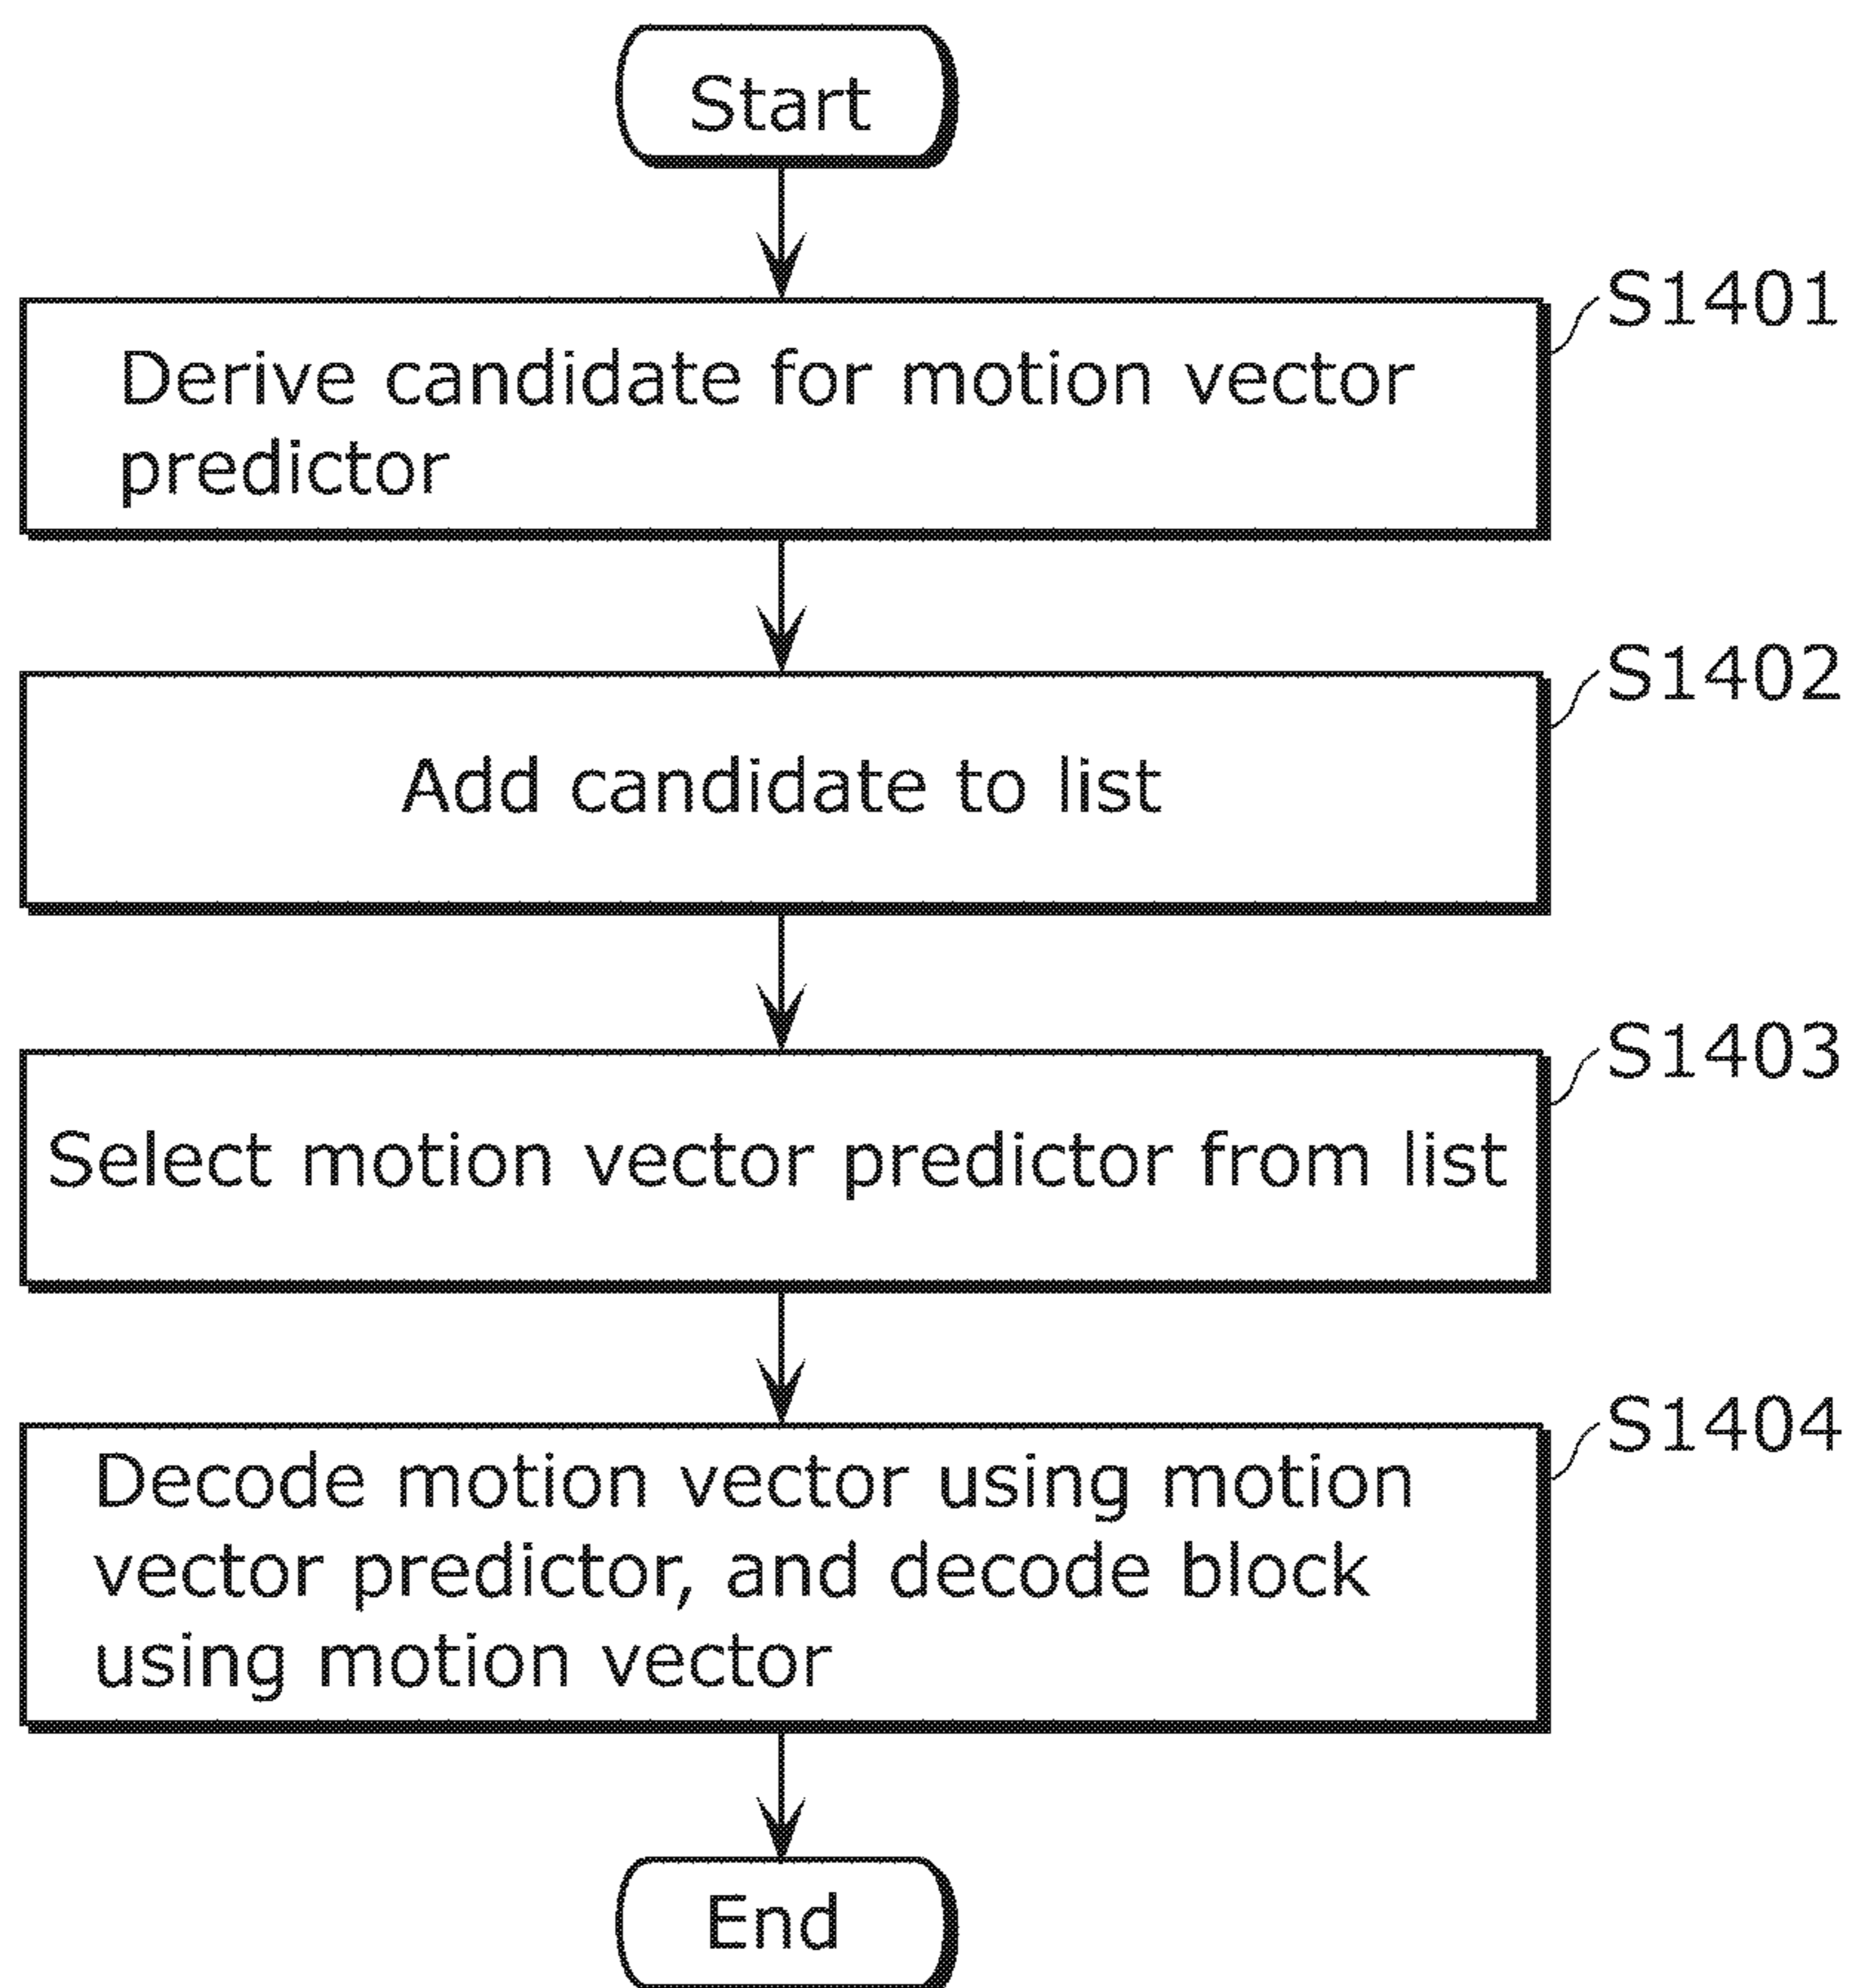 Start
S1401
Derive candidate for motion vector
predictor
S1402
Add candidate to list
S1403
Select motion vector predictor from list
S1404
Decode motion vector using motion
vector predictor, and decode block
using motion vector
End